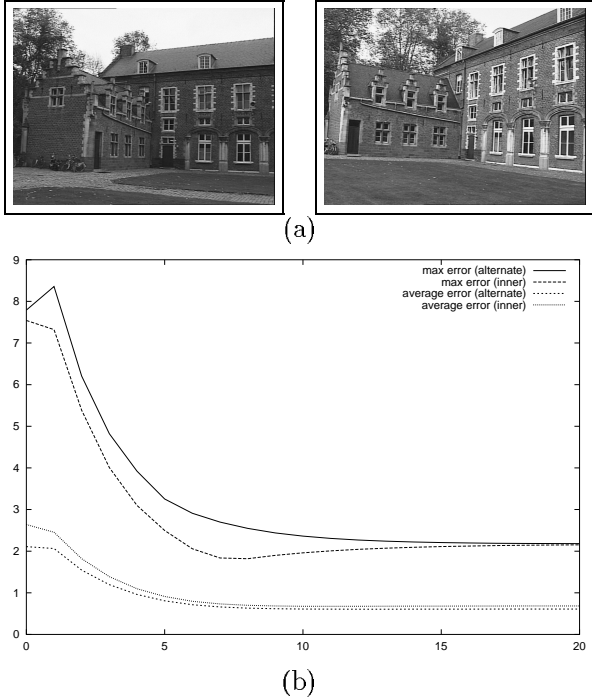 (a)
9
8
7
6
5
4
3
2
1
0
0 5 10 15 20
max error (alternate)
max error (inner)
average error (alternate)
average error (inner)
(b)